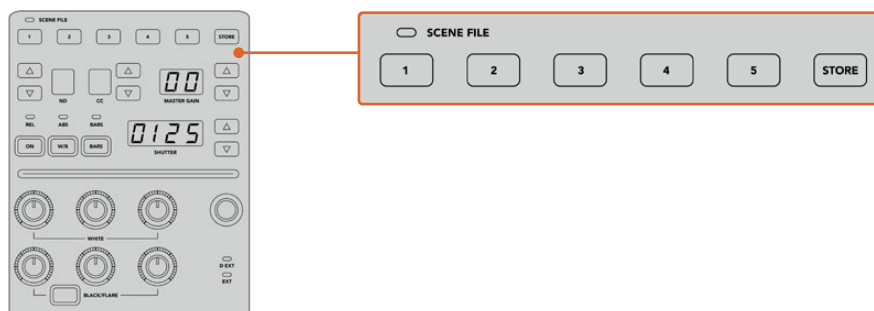 SCENE FILE
1 2 3 4 5 STORE
ND CC 00 MASTER GAIN
REL ABS BARS
ON W/B BARS 0125
SHUTTER
WHITE
D EXT
EXT
BLACK/FLARE
SCENE FILE
1 2 3 4 5 STORE